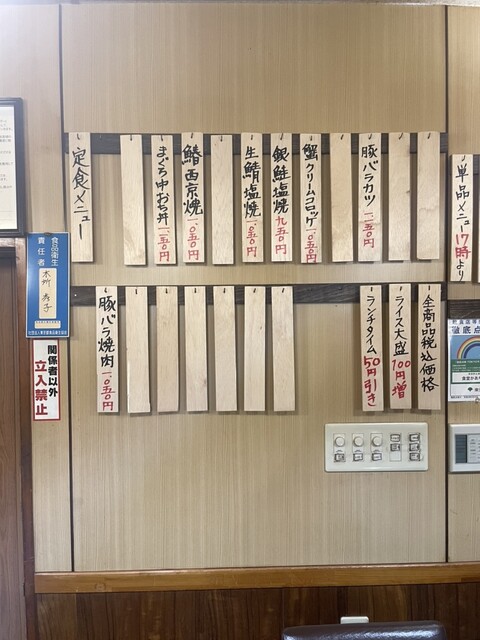 定食メニュー
まぐろ中おち丼 一、一五〇円
鰆西京焼 一、〇五〇円
生鯖塩焼 一、〇五〇円
銀鮭塩焼 九五〇円
蟹クリームコロッケ 一、〇五〇円
豚バラカツ 一、一五〇円
単品メニュー 17時より
豚バラ焼肉 一、〇五〇円
ランチタイム 50円引き
ライス大盛 100円増
全商品税込価格
食品衛生
責任者
関係者以外
立入禁止